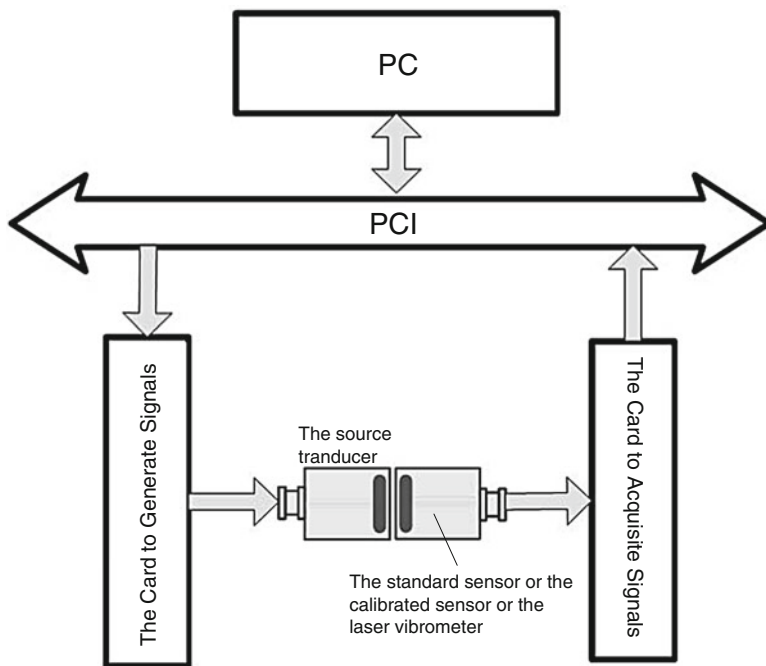 PC
PCI
The Card to Generate Signals
The source
tranducer
The standard sensor or the
calibrated sensor or the
laser vibrometer
The Card to Acquisite Signals